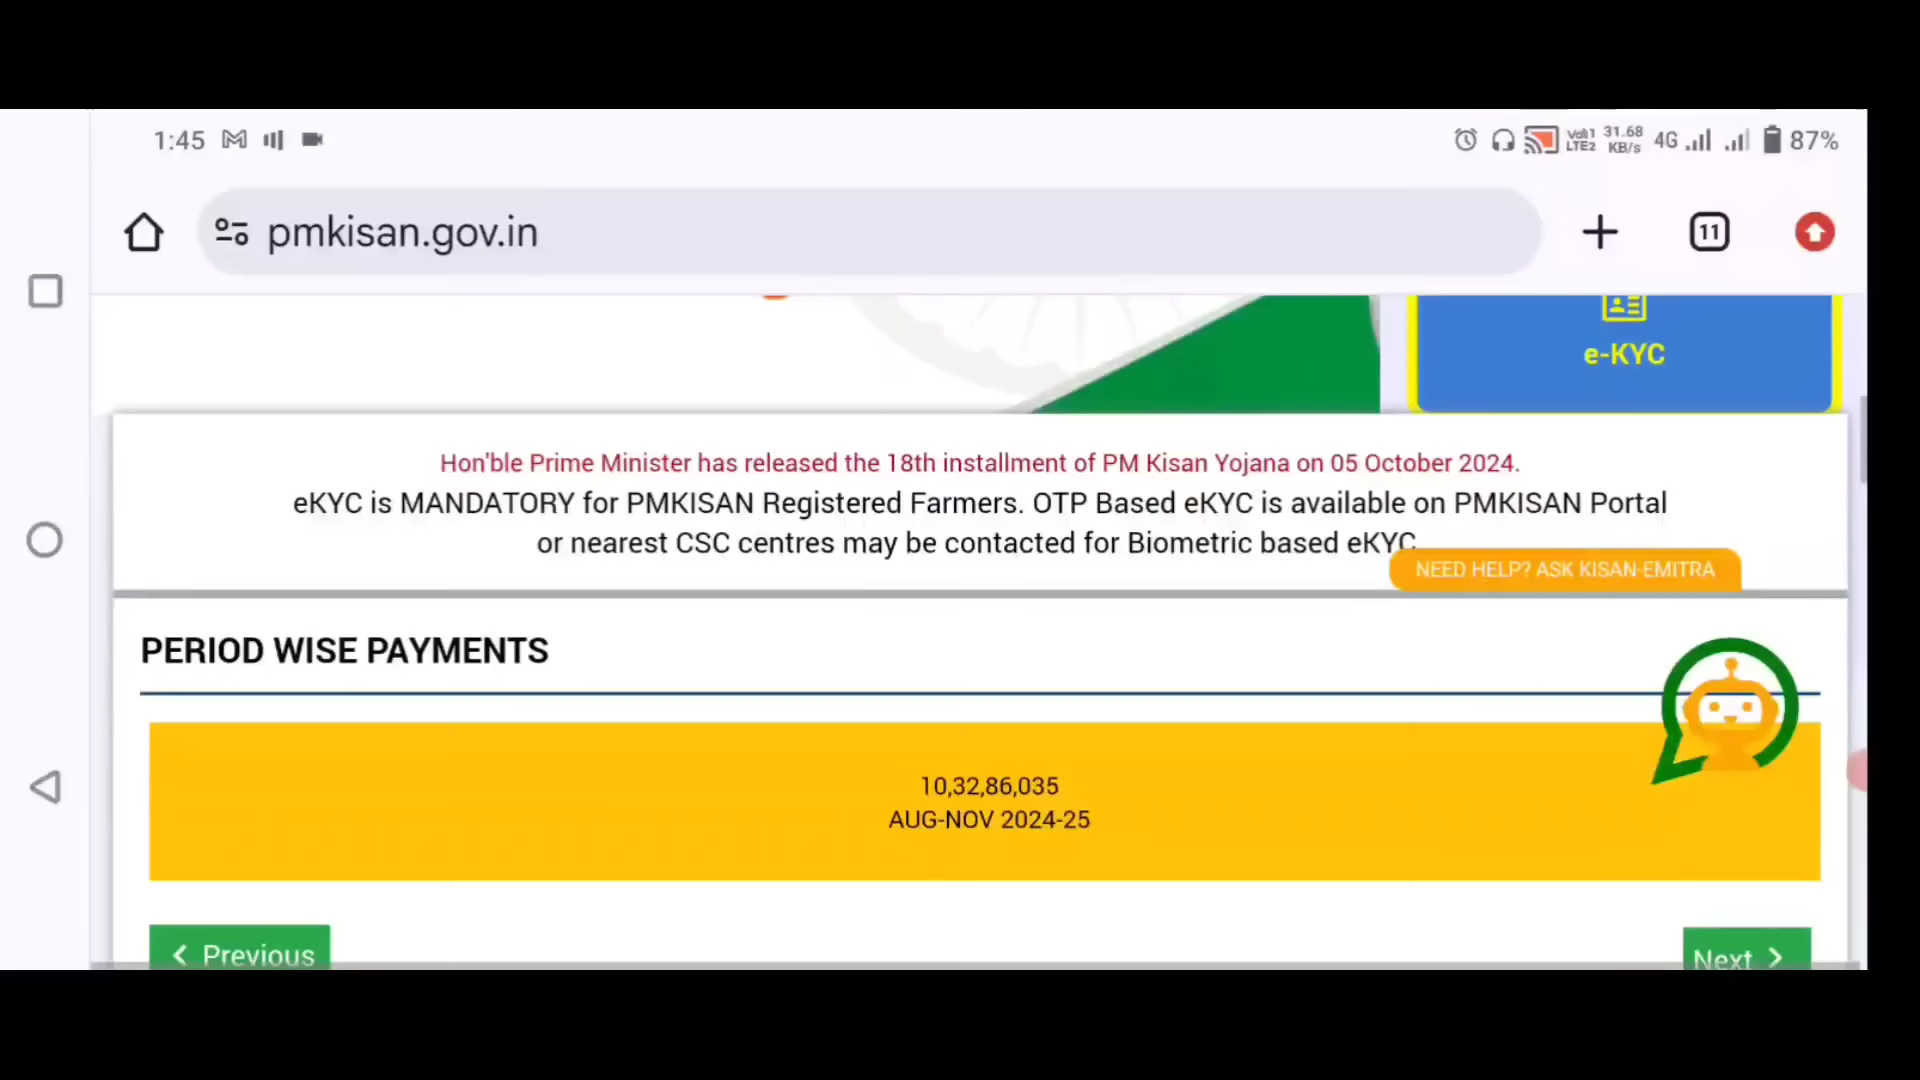 1:45
Vo)) 1 LTE2
31.68 KB/s
4G
87%
pmkisan.gov.in
11
e-KYC
Hon'ble Prime Minister has released the 18th installment of PM Kisan Yojana on 05 October 2024.
eKYC is MANDATORY for PMKISAN Registered Farmers. OTP Based eKYC is available on PMKISAN Portal
or nearest CSC centres may be contacted for Biometric based eKYC.
NEED HELP? ASK KISAN-EMITRA
PERIOD WISE PAYMENTS
10,32,86,035
AUG-NOV 2024-25
Previous
Next